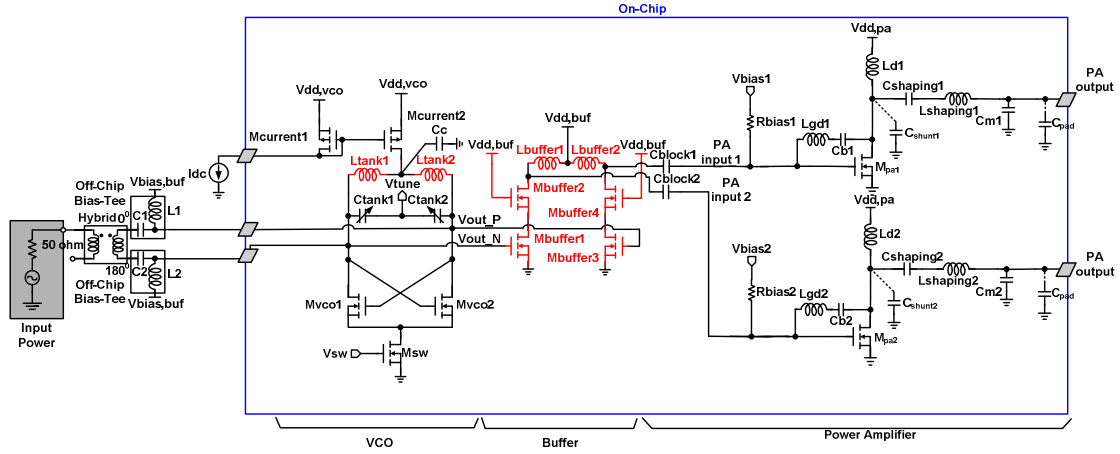 On-Chip
Vdd,pa
Ld1
PA
output
Cshaping1
Lshaping1
Cm1
Cpad
Cshunt1
Vbias1
Rbias1
Lgd1
Cb1
Mpa1
Vdd,vco
Vdd,vco
Mcurrent2
Mcurrent1
Cc
Vdd,buf
Vdd,buf
Vdd,buf
Lbuffer1
Lbuffer2
Cblock1
Cblock2
PA
input 1
PA
input 2
Idc
Ltank1
Ltank2
Vtune
Ctank1
Ctank2
Mbuffer2
Mbuffer4
Off-Chip
Bias-Tee
Vbias,buf
Hybrid
0°
C1
L1
50 ohm
180°
C2
L2
Off-Chip
Bias-Tee
Vbias,buf
Input
Power
Vout_P
Vout_N
Mbuffer1
Mbuffer3
Mvco1
Mvco2
Vsw
Msw
Vdd,pa
Ld2
PA
output
Cshaping2
Lshaping2
Cm2
Cpad
Cshunt2
Vbias2
Rbias2
Lgd2
Cb2
Mpa2
VCO
Buffer
Power Amplifier